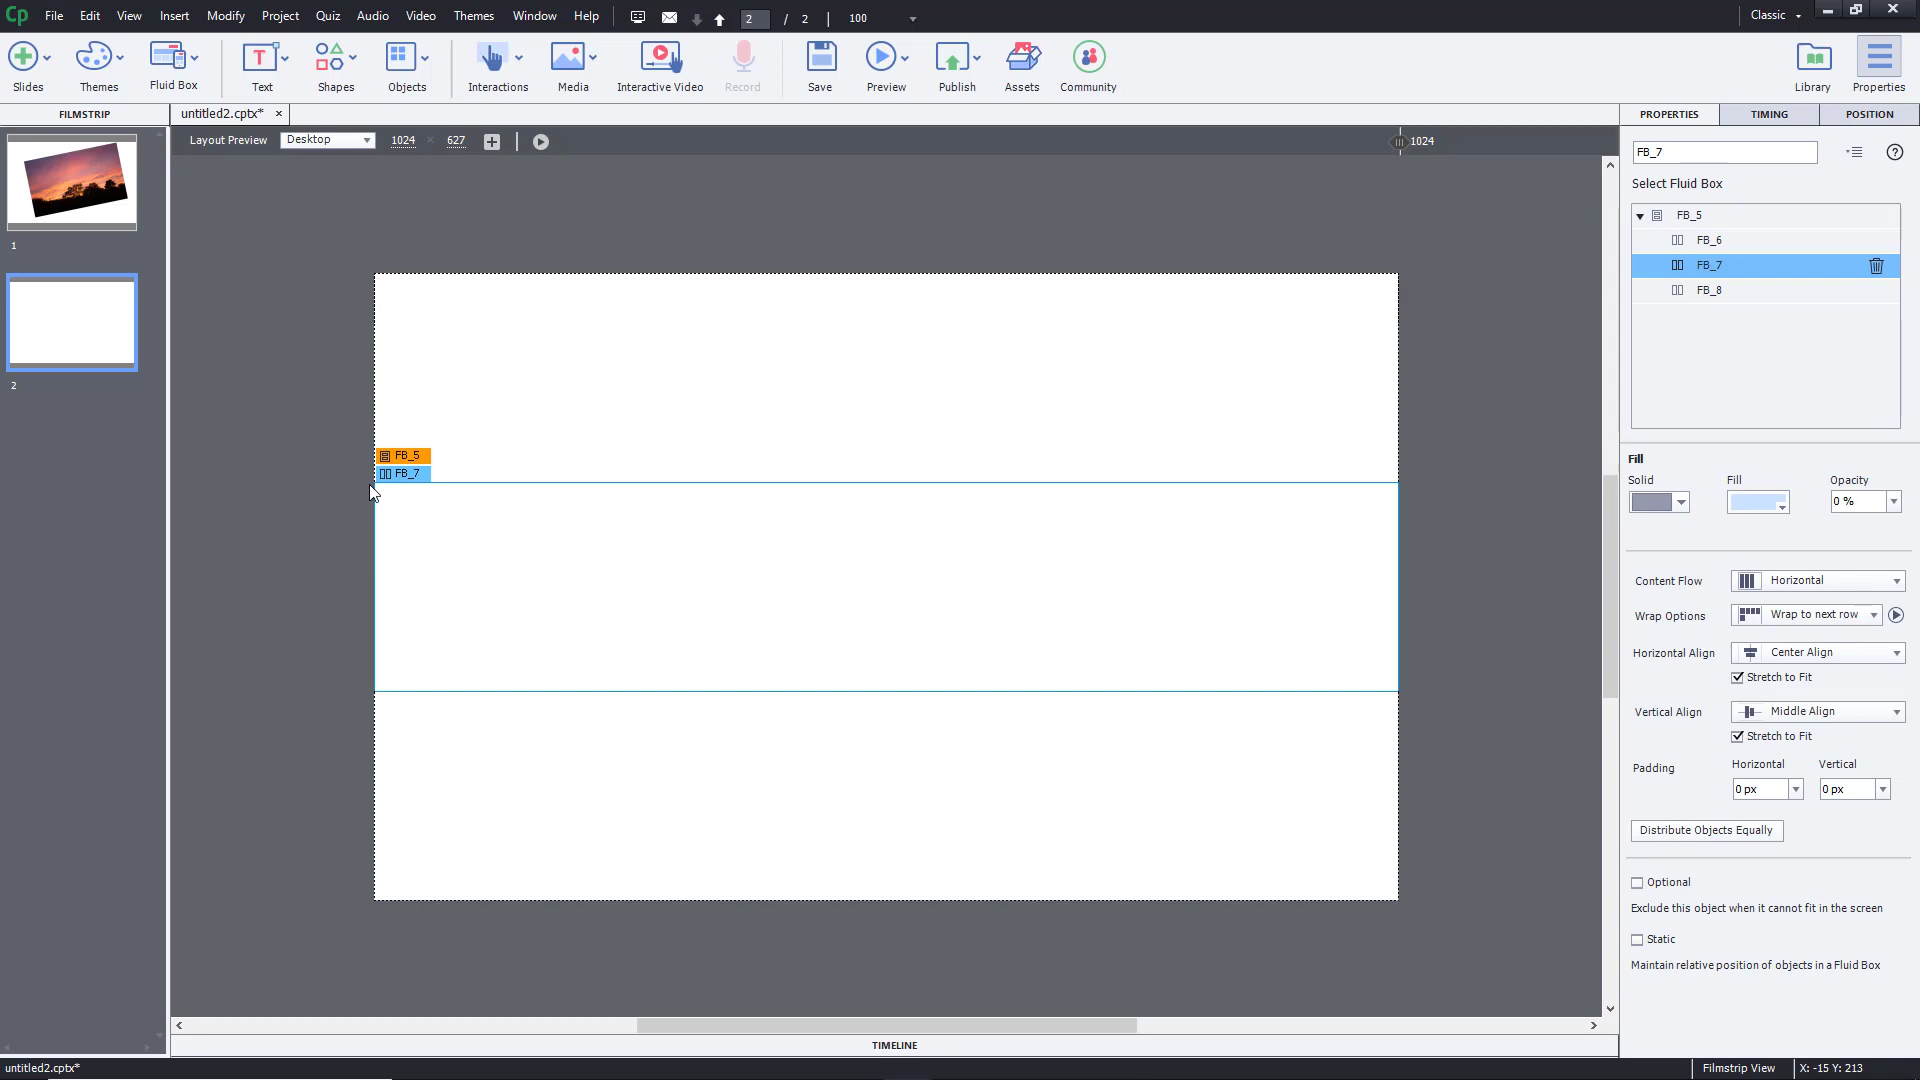 Cp File Edit View Insert Modify Project Quiz Audio Video Themes Window Help 2 / 2 100 Classic
Slides Themes Fluid Box Text Shapes Objects Interactions Media Interactive Video Record Save Preview Publish Assets Community Library Properties
FILMSTRIP untitled2.cptx* × PROPERTIES TIMING POSITION
Layout Preview Desktop 1024 × 627 1024
1
2
FB_5
FB_7
FB_7
Select Fluid Box
FB_5
FB_6
FB_7
FB_8
Fill
Solid Fill Opacity
0 %
Content Flow Horizontal
Wrap Options Wrap to next row
Horizontal Align Center Align
Stretch to Fit
Vertical Align Middle Align
Stretch to Fit
Padding Horizontal Vertical
0 px 0 px
Distribute Objects Equally
Optional
Exclude this object when it cannot fit in the screen
Static
Maintain relative position of objects in a Fluid Box
TIMELINE
untitled2.cptx* Filmstrip View X: -15 Y: 213